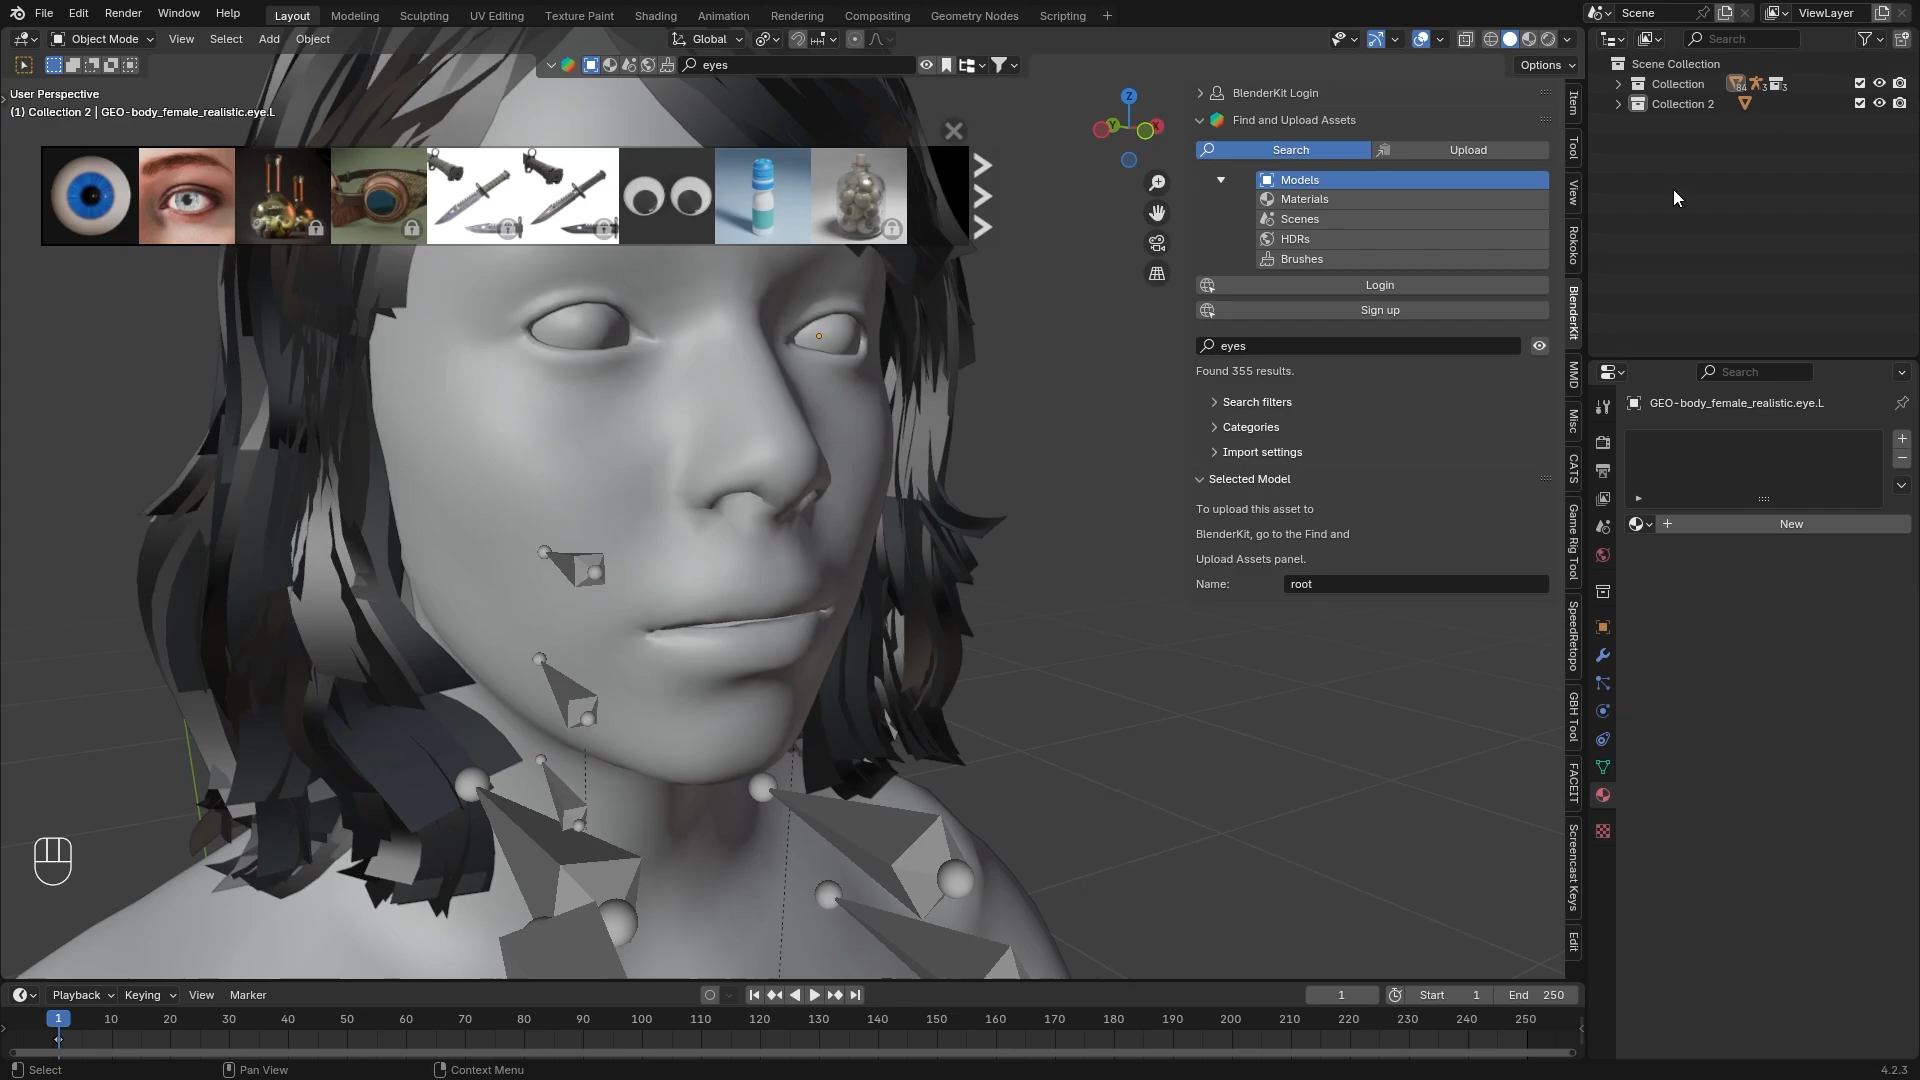 File Edit Render Window Help Layout Modeling Sculpting UV Editing Texture Paint Shading Animation Rendering Compositing Geometry Nodes Scripting + Scene ViewLayer
Object Mode View Select Add Object Global Search
eyes Options
User Perspective
(1) Collection 2 | GEO-body_female_realistic.eye.L
Scene Collection
Collection 84 3 3
Collection 2
Z
Y
X
BlenderKit Login
Find and Upload Assets
Search Upload
Models
Materials
Scenes
HDRs
Brushes
Login
Sign up
eyes
Found 355 results.
Search filters
Categories
Import settings
Selected Model
To upload this asset to
BlenderKit, go to the Find and
Upload Assets panel.
Name: root
Item
Tool
View
Rokoko
BlenderKit
MMD
Misc
CATS
Game Rig Tool
SpeedRetopo
GBH Tool
FACEIT
Screencast Keys
Edit
Search
GEO-body_female_realistic.eye.L
+ New
Playback Keying View Marker 1 Start 1 End 250
1 10 20 30 40 50 60 70 80 90 100 110 120 130 140 150 160 170 180 190 200 210 220 230 240 250
Select Pan View Context Menu 4.2.3